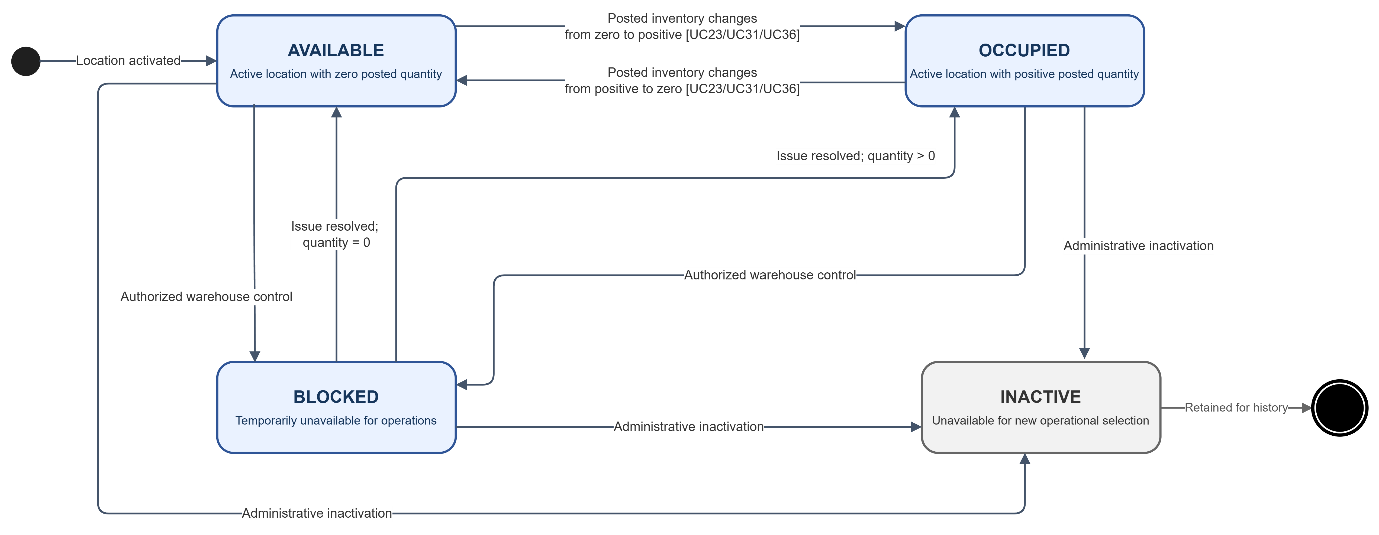 Posted inventory changes
from zero to positive [UC23/UC31/UC36]
AVAILABLE
Active location with zero posted quantity
OCCUPIED
Active location with positive posted quantity
Location activated
Posted inventory changes
from positive to zero [UC23/UC31/UC36]
Issue resolved; quantity > 0
Issue resolved;
quantity = 0
Administrative inactivation
Authorized warehouse control
Authorized warehouse control
BLOCKED
Temporarily unavailable for operations
INACTIVE
Unavailable for new operational selection
Retained for history
Administrative inactivation
Administrative inactivation